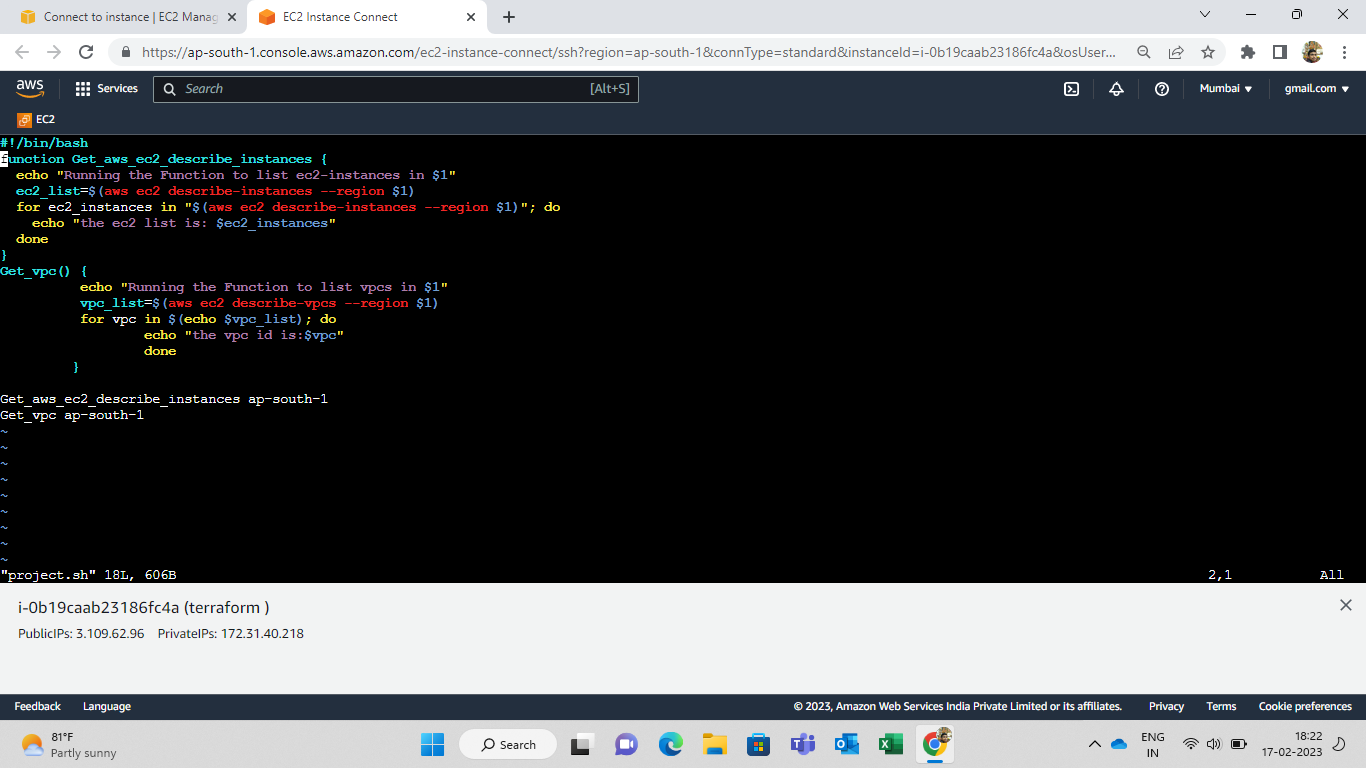 Connect to instance | EC2 Manag
EC2 Instance Connect
https://ap-south-1.console.aws.amazon.com/ec2-instance-connect/ssh?region=ap-south-1&connType=standard&instanceId=i-0b19caab23186fc4a&osUser...
aws
Services
Search
[Alt+S]
Mumbai
gmail.com
EC2
#!/bin/bash
function Get_aws_ec2_describe_instances {
  echo "Running the Function to list ec2-instances in $1"
  ec2_list=$(aws ec2 describe-instances --region $1)
  for ec2_instances in "$(aws ec2 describe-instances --region $1)"; do
    echo "the ec2 list is: $ec2_instances"
  done
}
Get_vpc() {
          echo "Running the Function to list vpcs in $1"
          vpc_list=$(aws ec2 describe-vpcs --region $1)
          for vpc in $(echo $vpc_list); do
                  echo "the vpc id is:$vpc"
                  done
         }
Get_aws_ec2_describe_instances ap-south-1
Get_vpc ap-south-1
~
~
~
~
~
~
~
~
~
"project.sh" 18L, 606B 2,1 All
i-0b19caab23186fc4a (terraform )
PublicIPs: 3.109.62.96 PrivateIPs: 172.31.40.218
Feedback Language © 2023, Amazon Web Services India Private Limited or its affiliates. Privacy Terms Cookie preferences
81°F
Partly sunny
Search
ENG
IN
18:22
17-02-2023